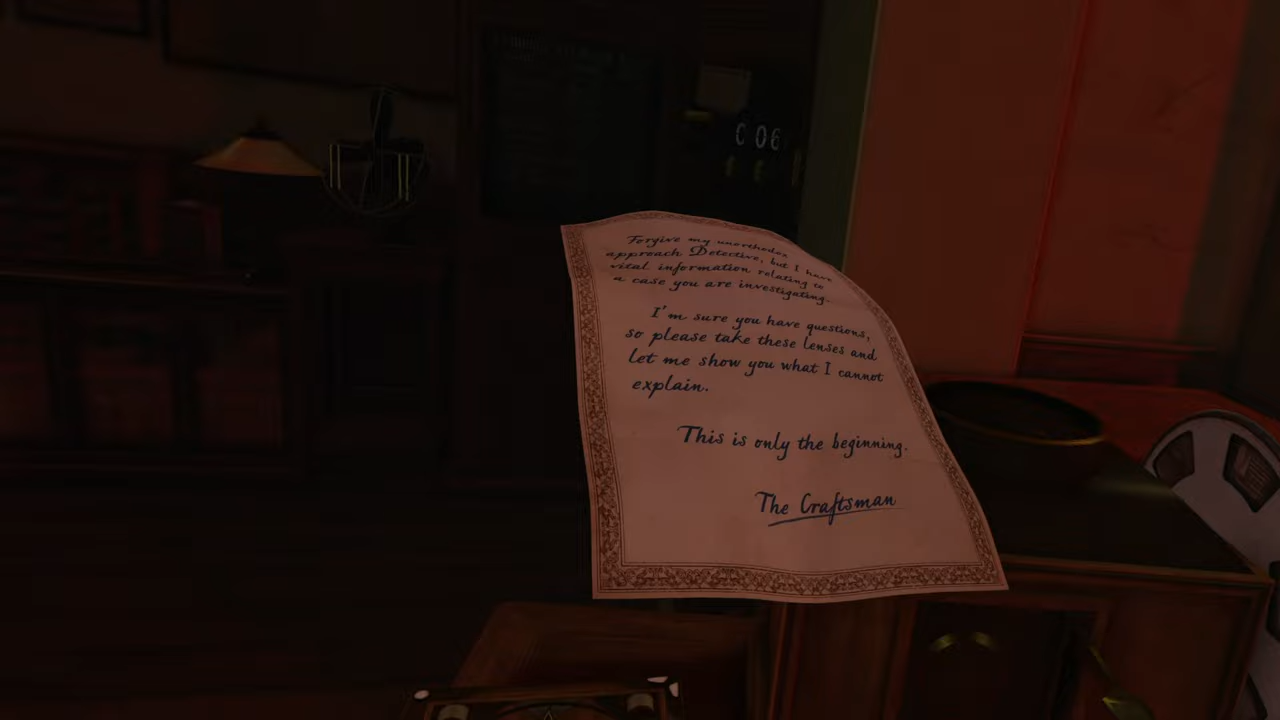 C 06
Forgive my unorthodox
approach Detective, but I have
vital information relating to
a case you are investigating.
I'm sure you have questions,
so please take these lenses and
let me show you what I cannot
explain.
This is only the beginning.
The Craftsman